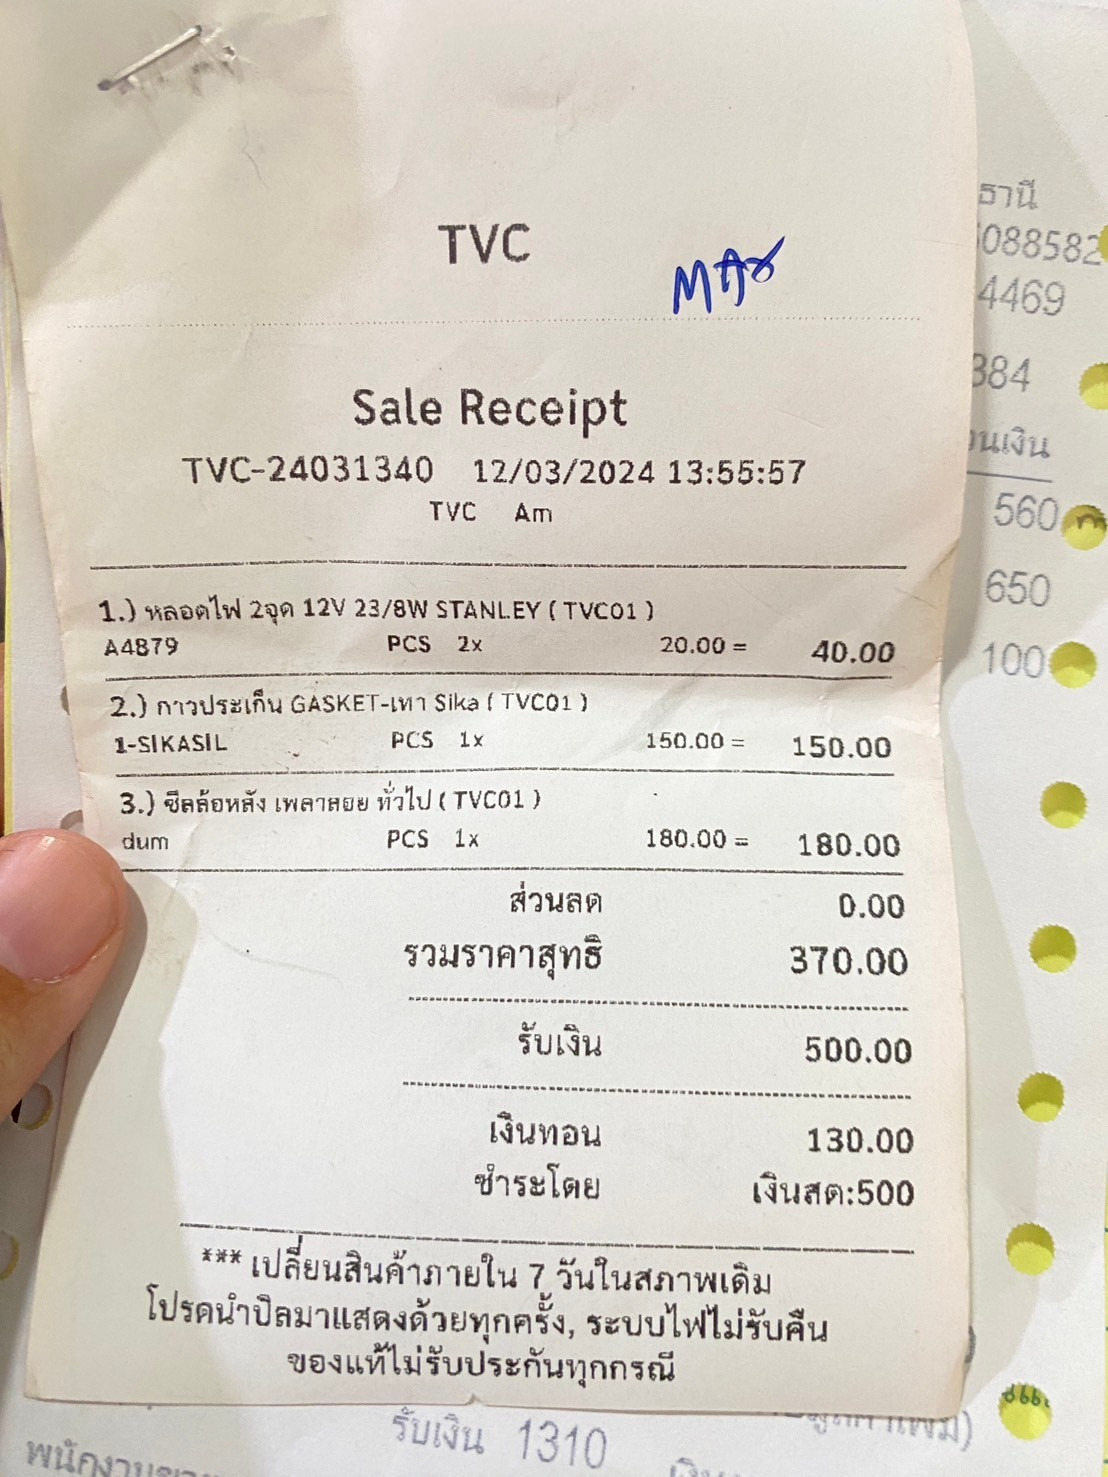 TVC
MAX
Sale Receipt
TVC-24031340 12/03/2024 13:55:57
TVC Am
1.) หลอดไฟ 2จุด 12V 23/8W STANLEY ( TVC01 )
A4879 PCS 2x 20.00 = 40.00
2.) กาวประเก็น GASKET-เทา Sika ( TVC01 )
1-SIKASIL PCS 1x 150.00 = 150.00
3.) ซีลล้อหลัง เพลาลอย ทั่วไป ( TVC01 )
dum PCS 1x 180.00 = 180.00
ส่วนลด 0.00
รวมราคาสุทธิ 370.00
รับเงิน 500.00
เงินทอน 130.00
ชำระโดย เงินสด:500
*** เปลี่ยนสินค้าภายใน 7 วันในสภาพเดิม
โปรดนำบิลมาแสดงด้วยทุกครั้ง, ระบบไฟไม่รับคืน
ของแท้ไม่รับประกันทุกกรณี
ธานี
088582
4469
384
นเงิน
560
650
100
รับเงิน 1310